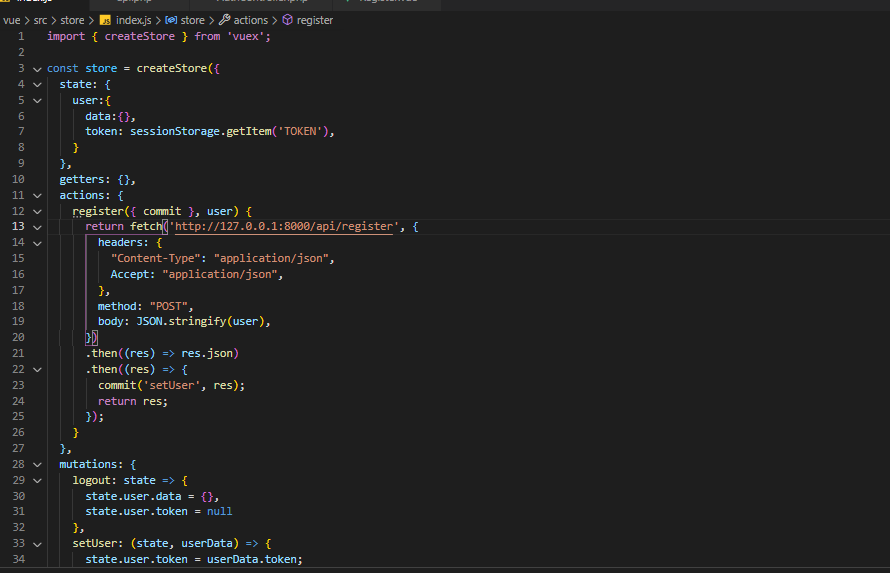 vue > src > store > JS index.js > store > actions > register
1 import { createStore } from 'vuex';
2
3 const store = createStore({
4 state: {
5 user:{
6 data:{},
7 token: sessionStorage.getItem('TOKEN'),
8 }
9 },
10 getters: {},
11 actions: {
12 register({ commit }, user) {
13 return fetch('http://127.0.0.1:8000/api/register', {
14 headers: {
15 "Content-Type": "application/json",
16 Accept: "application/json",
17 },
18 method: "POST",
19 body: JSON.stringify(user),
20 })
21 .then((res) => res.json)
22 .then((res) => {
23 commit('setUser', res);
24 return res;
25 });
26 }
27 },
28 mutations: {
29 logout: state => {
30 state.user.data = {},
31 state.user.token = null
32 },
33 setUser: (state, userData) => {
34 state.user.token = userData.token;